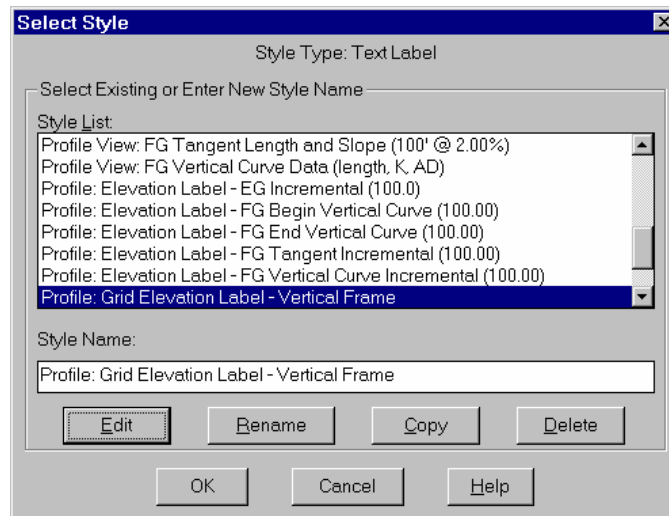 Select Style
Style Type: Text Label
Select Existing or Enter New Style Name
Style List:
Profile View: FG Tangent Length and Slope (100' @ 2.00%)
Profile View: FG Vertical Curve Data (length, K, AD)
Profile: Elevation Label - EG Incremental (100.0)
Profile: Elevation Label - FG Begin Vertical Curve (100.00)
Profile: Elevation Label - FG End Vertical Curve (100.00)
Profile: Elevation Label - FG Tangent Incremental (100.00)
Profile: Elevation Label - FG Vertical Curve Incremental (100.00)
Profile: Grid Elevation Label - Vertical Frame
Style Name:
Profile: Grid Elevation Label - Vertical Frame
Edit Rename Copy Delete
OK Cancel Help